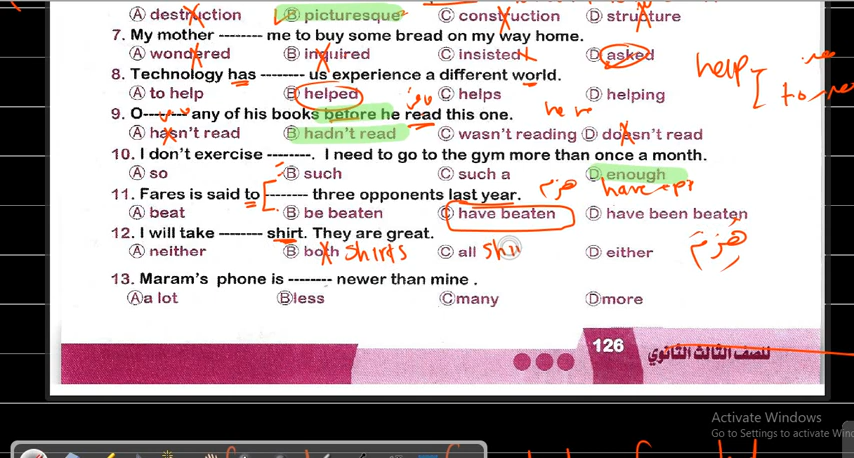 Ⓐ destruction Ⓑ picturesque Ⓒ construction Ⓓ structure
7. My mother -------- me to buy some bread on my way home.
Ⓐ wondered Ⓑ inquired Ⓒ insisted Ⓓ asked
8. Technology has -------- us experience a different world.
Ⓐ to help Ⓑ helped Ⓒ helps Ⓓ helping
help
9. O-------- any of his books before he read this one.
Ⓐ hasn't read Ⓑ hadn't read Ⓒ wasn't reading Ⓓ doesn't read
10. I don't exercise --------. I need to go to the gym more than once a month.
Ⓐ so Ⓑ such Ⓒ such a Ⓓ enough
11. Fares is said to -------- three opponents last year.
هزم have + pp
Ⓐ beat Ⓑ be beaten Ⓒ have beaten Ⓓ have been beaten
12. I will take -------- shirt. They are great.
هُزِمَ
Ⓐ neither Ⓑ both shirts Ⓒ all Ⓓ either
13. Maram's phone is -------- newer than mine .
Ⓐ a lot Ⓑ less Ⓒ many Ⓓ more
126 للصف الثالث الثانوي
Activate Windows
Go to Settings to activate Win